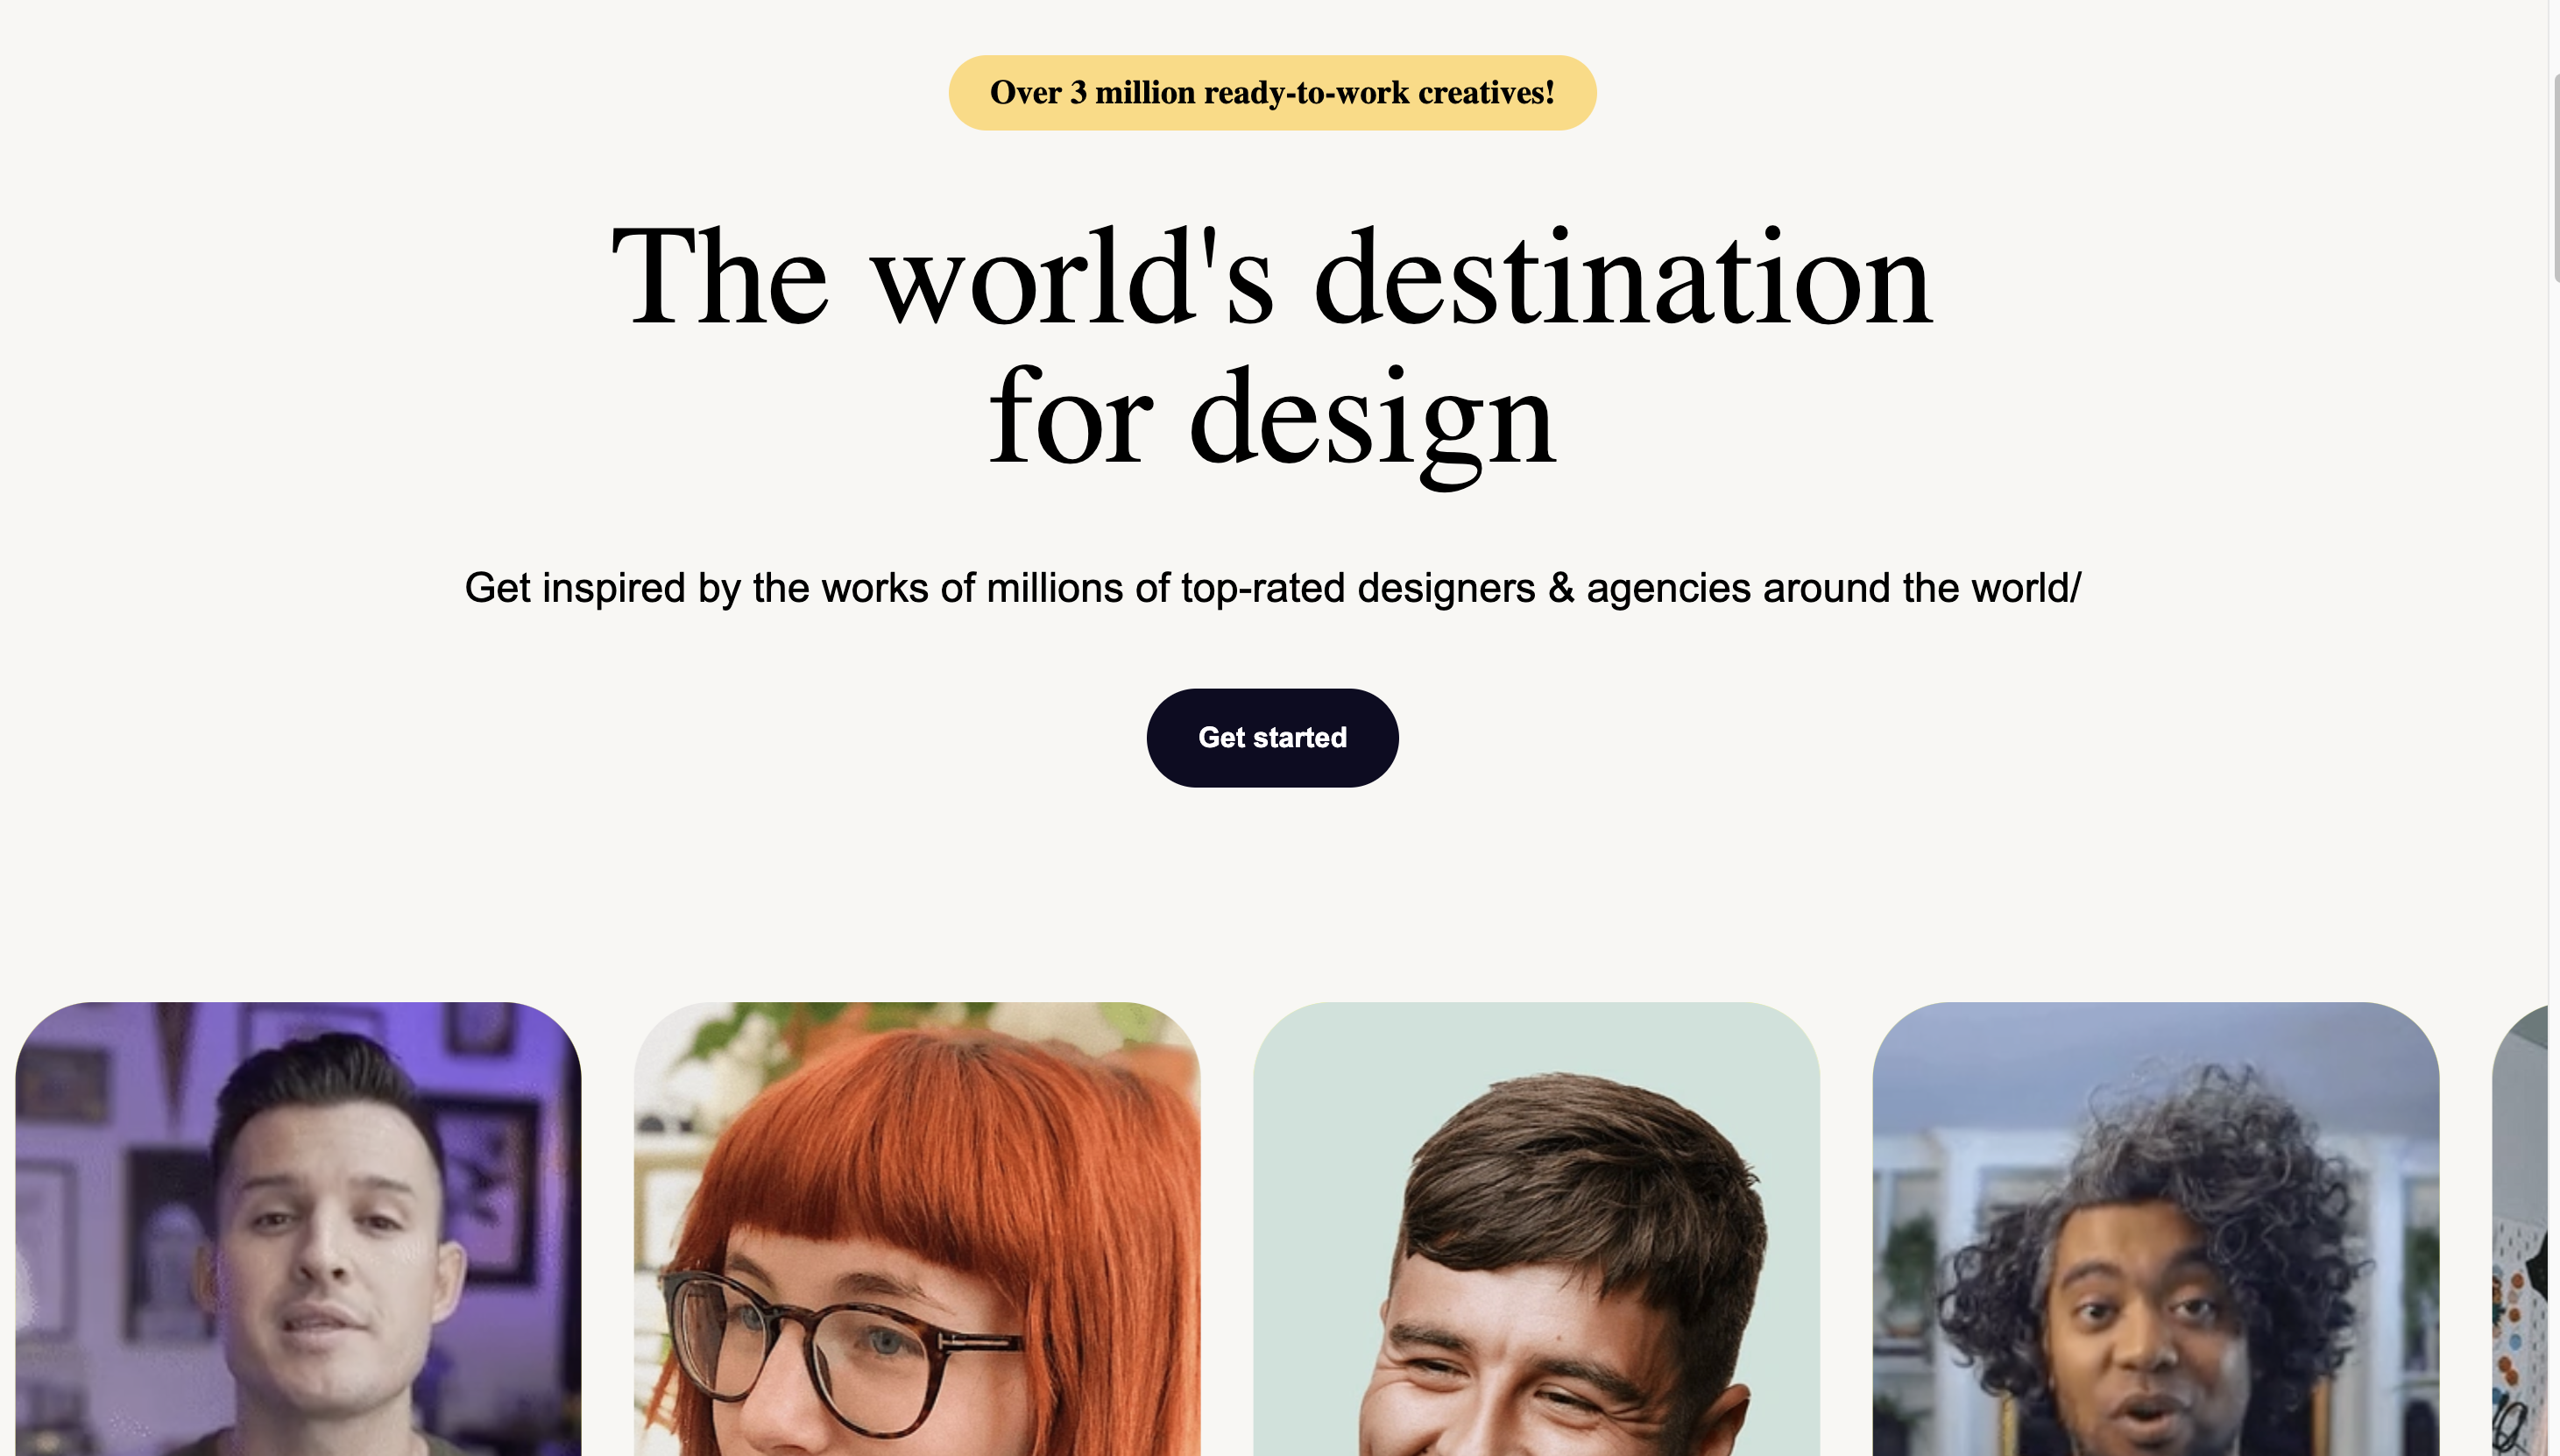 Over 3 million ready-to-work creatives!
The world's destination
for design
Get inspired by the works of millions of top-rated designers & agencies around the world/
Get started